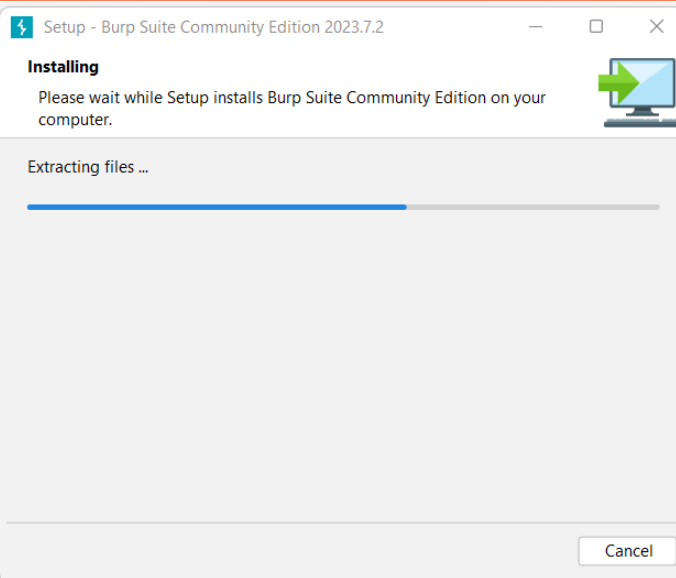 Setup - Burp Suite Community Edition 2023.7.2
Installing
Please wait while Setup installs Burp Suite Community Edition on your
computer.
Extracting files ...
Cancel